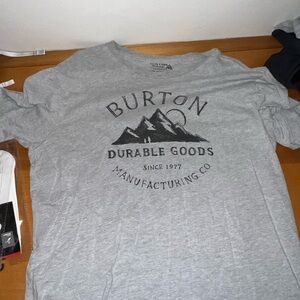 BURTON
DURABLE GOODS
SINCE 1977
MANUFACTURING CO